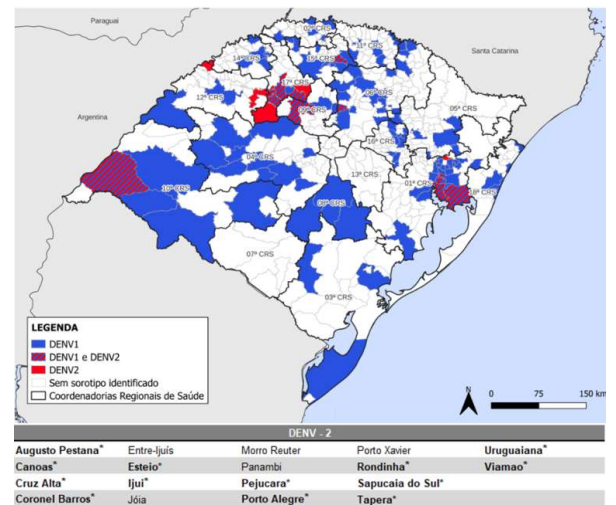 Paraguai
Santa Catarina
Argentina
02ª CRS
11ª CRS
15ª CRS
14ª CRS
17ª CRS
12ª CRS
05ª CRS
16ª CRS
04ª CRS
13ª CRS
01ª CRS
18ª CRS
10ª CRS
08ª CRS
07ª CRS
03ª CRS
LEGENDA
DENV1
DENV1 e DENV2
DENV2
Sem sorotipo identificado
Coordenadorias Regionais de Saúde
N
0 75 150 km
DENV - 2
Augusto Pestana* Entre-Ijuís Morro Reuter Porto Xavier Uruguaiana*
Canoas* Esteio* Panambi Rondinha* Viamao*
Cruz Alta* Ijui* Pejucara* Sapucaia do Sul*
Coronel Barros* Jóia Porto Alegre* Tapera*